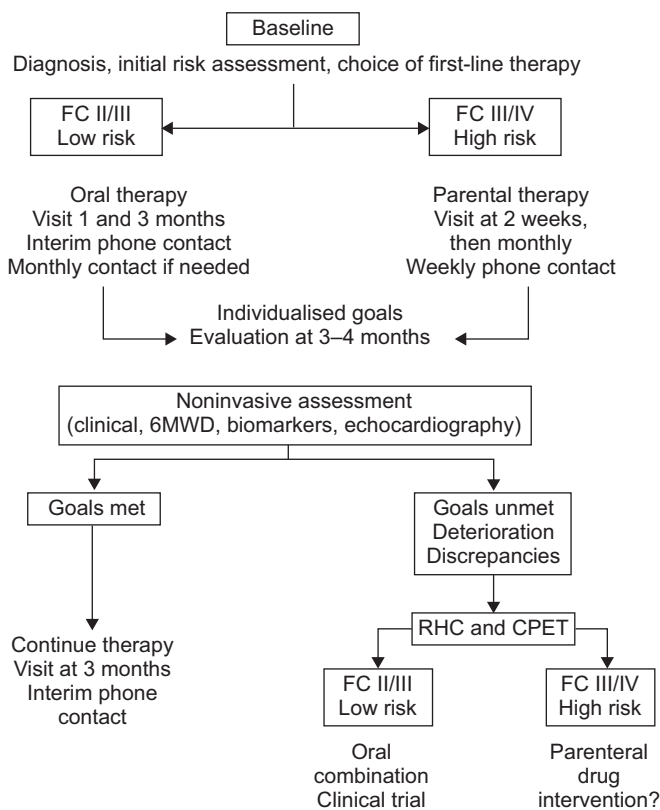 Baseline
Diagnosis, initial risk assessment, choice of first-line therapy
FC II/III
Low risk
FC III/IV
High risk
Oral therapy
Visit 1 and 3 months
Interim phone contact
Monthly contact if needed
Parental therapy
Visit at 2 weeks,
then monthly
Weekly phone contact
Individualised goals
Evaluation at 3–4 months
Noninvasive assessment
(clinical, 6MWD, biomarkers, echocardiography)
Goals met
Goals unmet
Deterioration
Discrepancies
Continue therapy
Visit at 3 months
Interim phone
contact
RHC and CPET
FC II/III
Low risk
FC III/IV
High risk
Oral
combination
Clinical trial
Parenteral
drug
intervention?